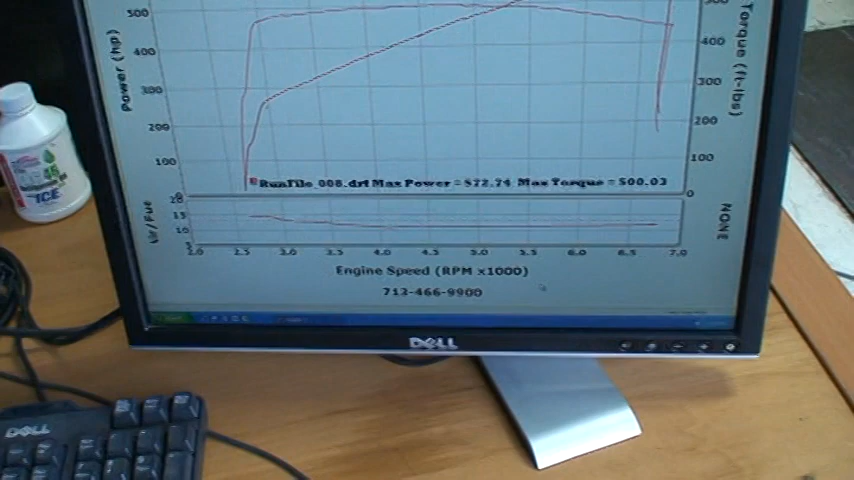 500
400
300
200
100
Power (hp)
400
300
200
100
0
Torque (ft-lbs)
RunFile_008.drf Max Power = 572.74 Max Torque = 500.03
20
15
10
5
Air/Fue
NONE
2.0 2.5 3.0 3.5 4.0 4.5 5.0 5.5 6.0 6.5 7.0
Engine Speed (RPM x1000)
713-466-9900
DELL
DELL
ICE